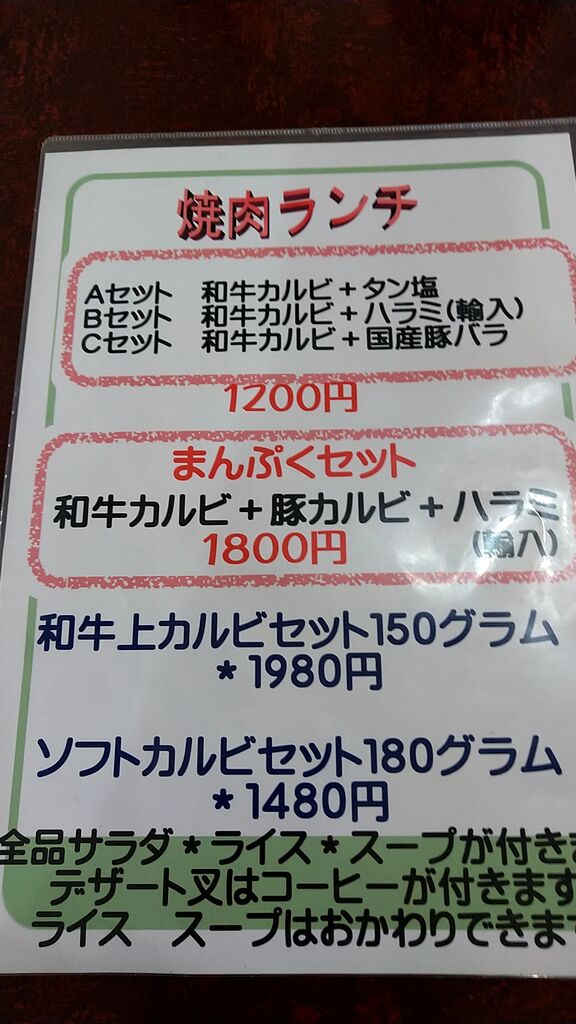 焼肉ランチ
Aセット 和牛カルビ+タン塩
Bセット 和牛カルビ+ハラミ(輸入)
Cセット 和牛カルビ+国産豚バラ
1200円
まんぷくセット
和牛カルビ+豚カルビ+ハラミ
1800円 (輸入)
和牛上カルビセット150グラム
*1980円
ソフトカルビセット180グラム
*1480円
全品サラダ*ライス*スープが付きま
デザート又はコーヒーが付きます
ライス スープはおかわりできます